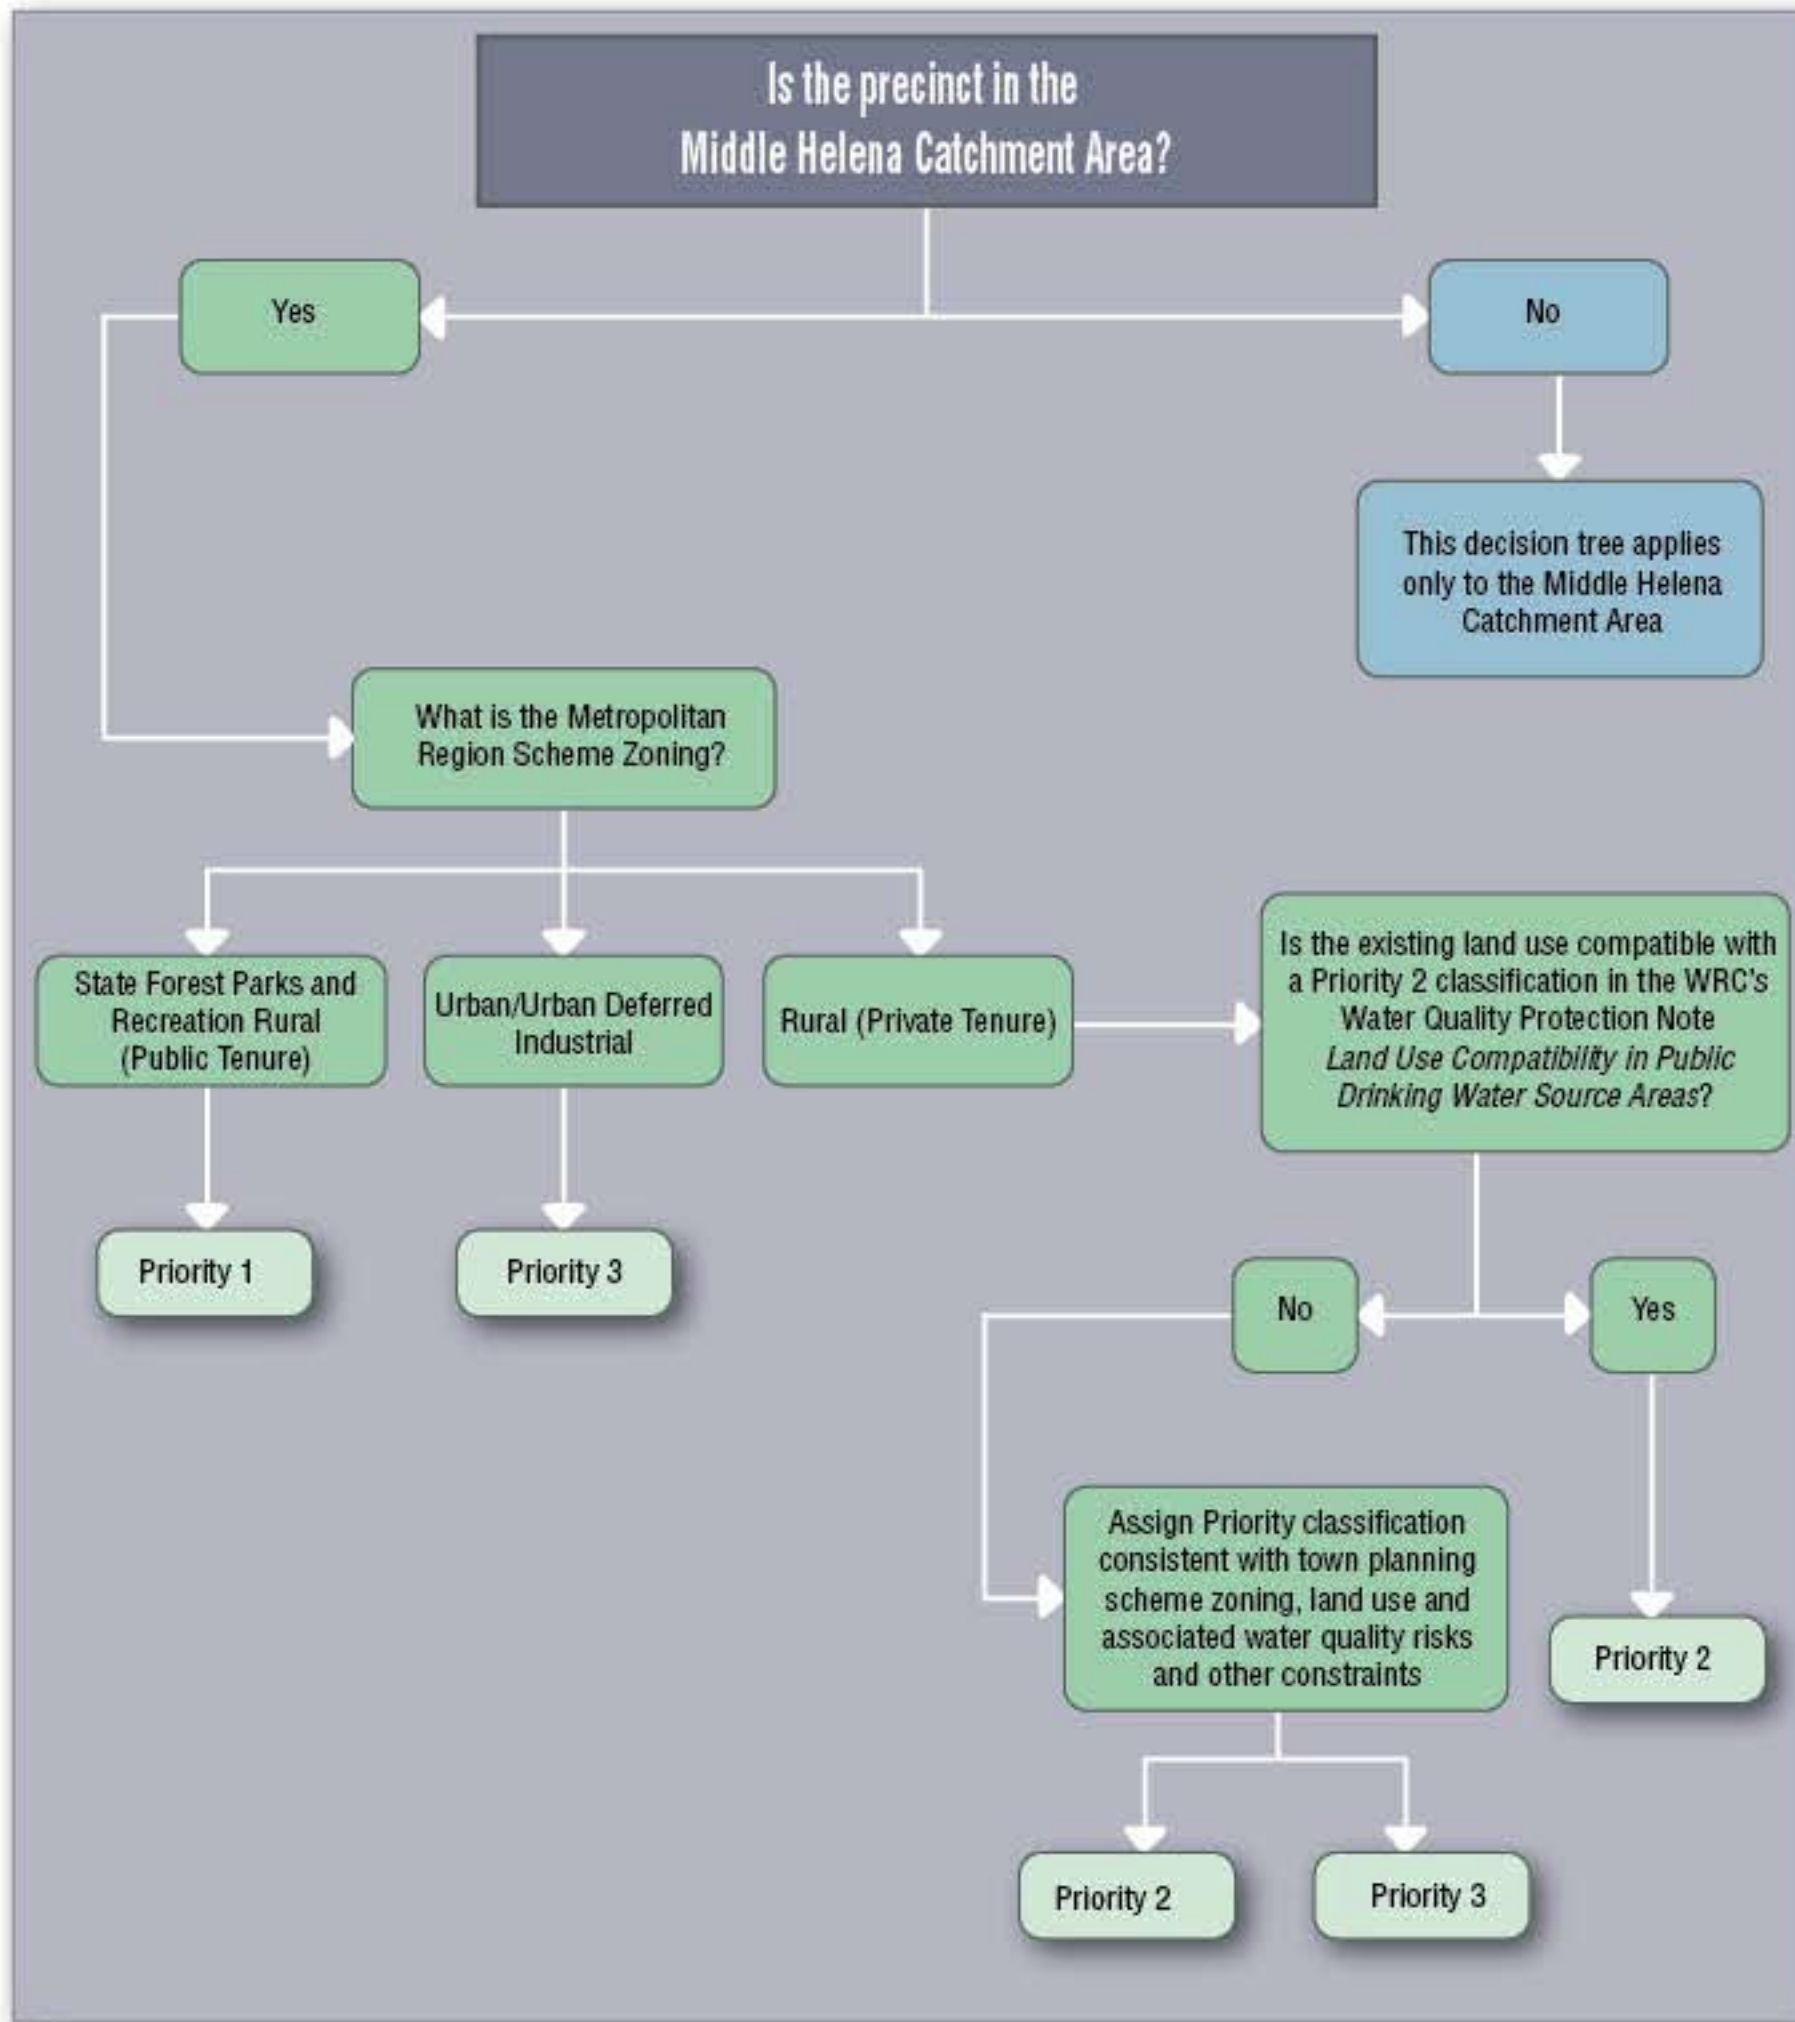 Is the precinct in the
Middle Helena Catchment Area?
Yes
No
This decision tree applies
only to the Middle Helena
Catchment Area
What is the Metropolitan
Region Scheme Zoning?
State Forest Parks and
Recreation Rural
(Public Tenure)
Urban/Urban Deferred
Industrial
Rural (Private Tenure)
Is the existing land use compatible with
a Priority 2 classification in the WRC's
Water Quality Protection Note
Land Use Compatibility in Public
Drinking Water Source Areas?
Priority 1
Priority 3
No
Yes
Assign Priority classification
consistent with town planning
scheme zoning, land use and
associated water quality risks
and other constraints
Priority 2
Priority 2
Priority 3